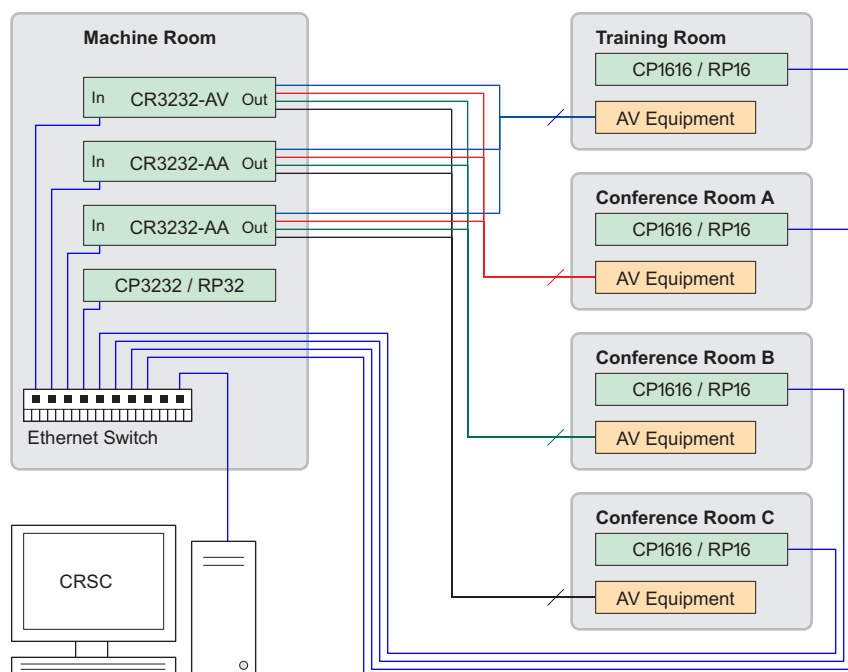 Machine Room
In CR3232-AV Out
In CR3232-AA Out
In CR3232-AA Out
CP3232 / RP32
Ethernet Switch
CRSC
Training Room
CP1616 / RP16
AV Equipment
Conference Room A
CP1616 / RP16
AV Equipment
Conference Room B
CP1616 / RP16
AV Equipment
Conference Room C
CP1616 / RP16
AV Equipment